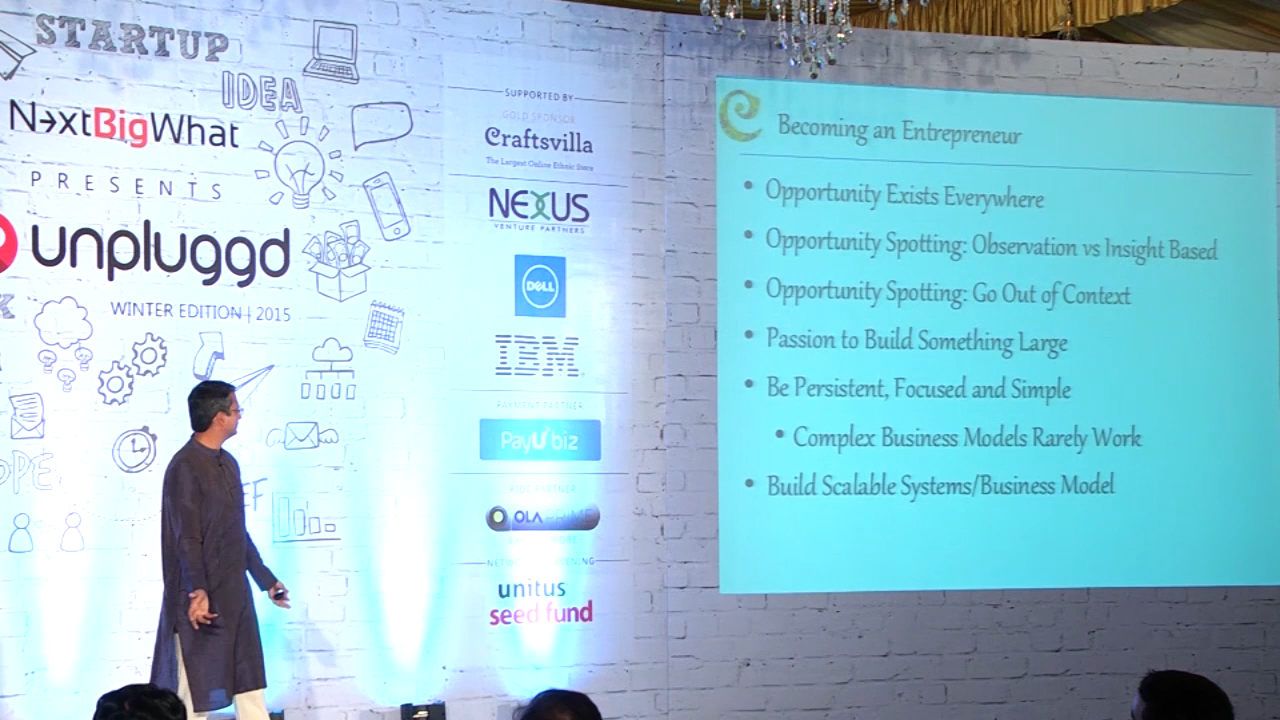 STARTUP
IDEA
NextBigWhat
PRESENTS
unpluggd
WINTER EDITION | 2015
SUPPORTED BY
GOLD SPONSOR
Craftsvilla
The Largest Online Ethnic Store
NEXUS
VENTURE PARTNERS
DELL
IBM
PAYMENT PARTNER
PayU biz
OLA PRIME
unitus
seed fund
Becoming an Entrepreneur
• Opportunity Exists Everywhere
• Opportunity Spotting: Observation vs Insight Based
• Opportunity Spotting: Go Out of Context
• Passion to Build Something Large
• Be Persistent, Focused and Simple
• Complex Business Models Rarely Work
• Build Scalable Systems/Business Model